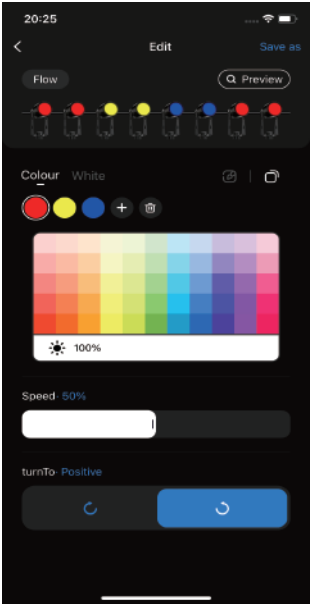 20:25
Edit
Save as
Flow
Preview
Colour White
100%
Speed· 50%
turnTo· Positive